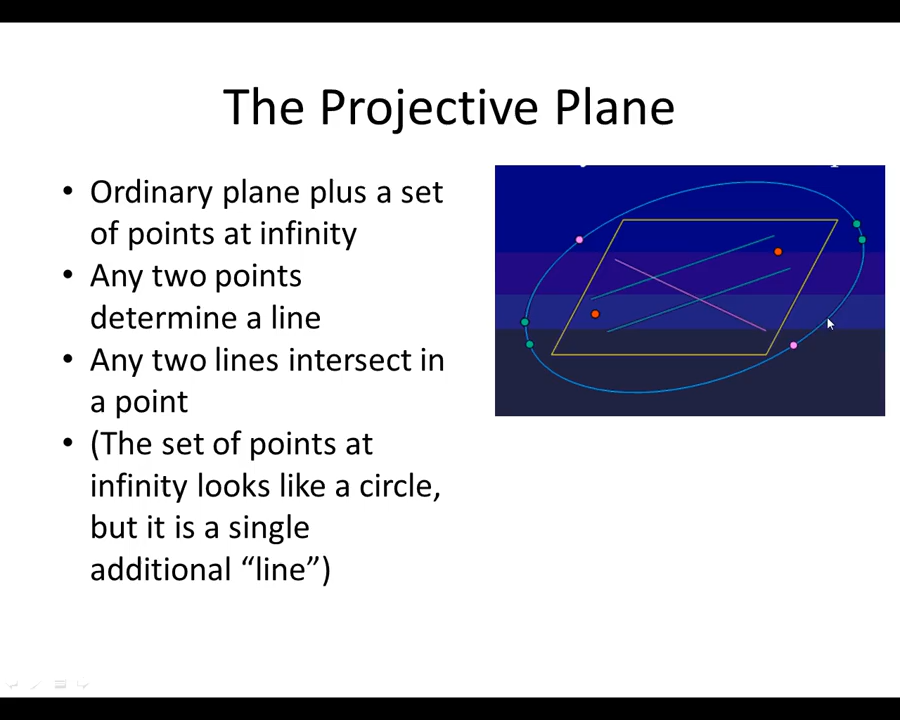 The Projective Plane
• Ordinary plane plus a set
of points at infinity
• Any two points
determine a line
• Any two lines intersect in
a point
• (The set of points at
infinity looks like a circle,
but it is a single
additional “line”)